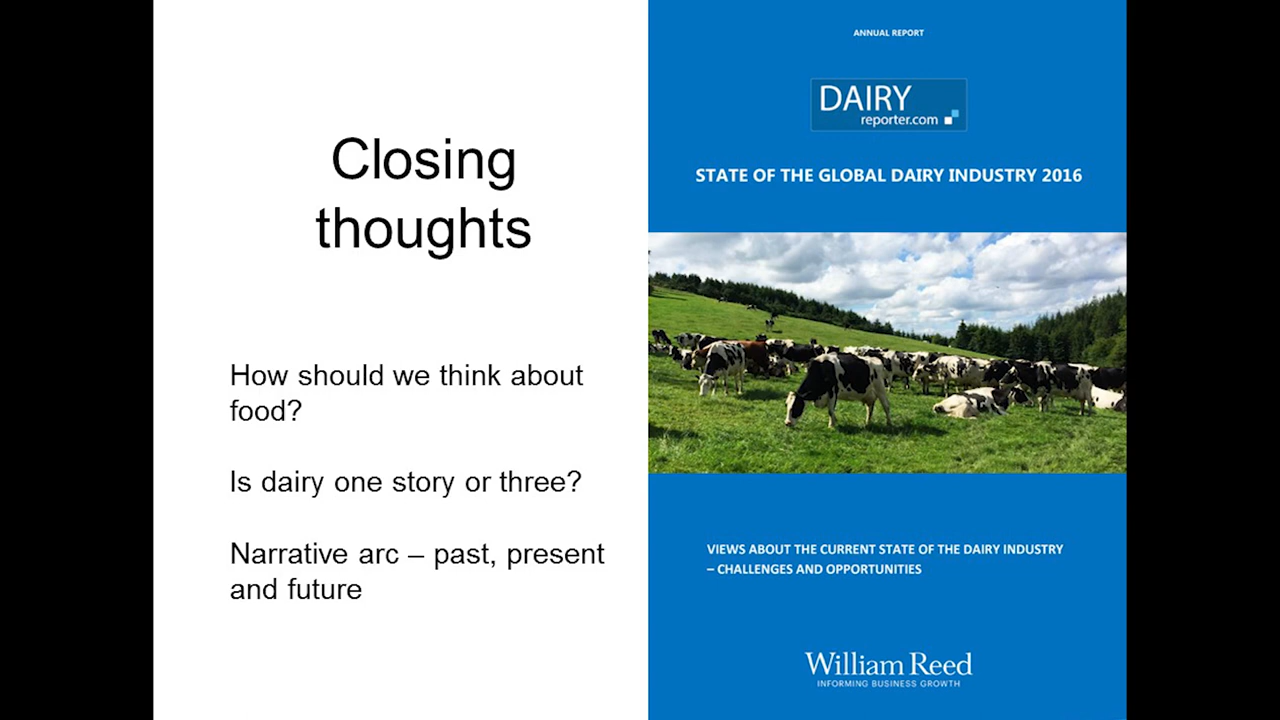 Closing
thoughts
How should we think about
food?
Is dairy one story or three?
Narrative arc – past, present
and future
ANNUAL REPORT
DAIRY
reporter.com
STATE OF THE GLOBAL DAIRY INDUSTRY 2016
VIEWS ABOUT THE CURRENT STATE OF THE DAIRY INDUSTRY
– CHALLENGES AND OPPORTUNITIES
William Reed
INFORMING BUSINESS GROWTH